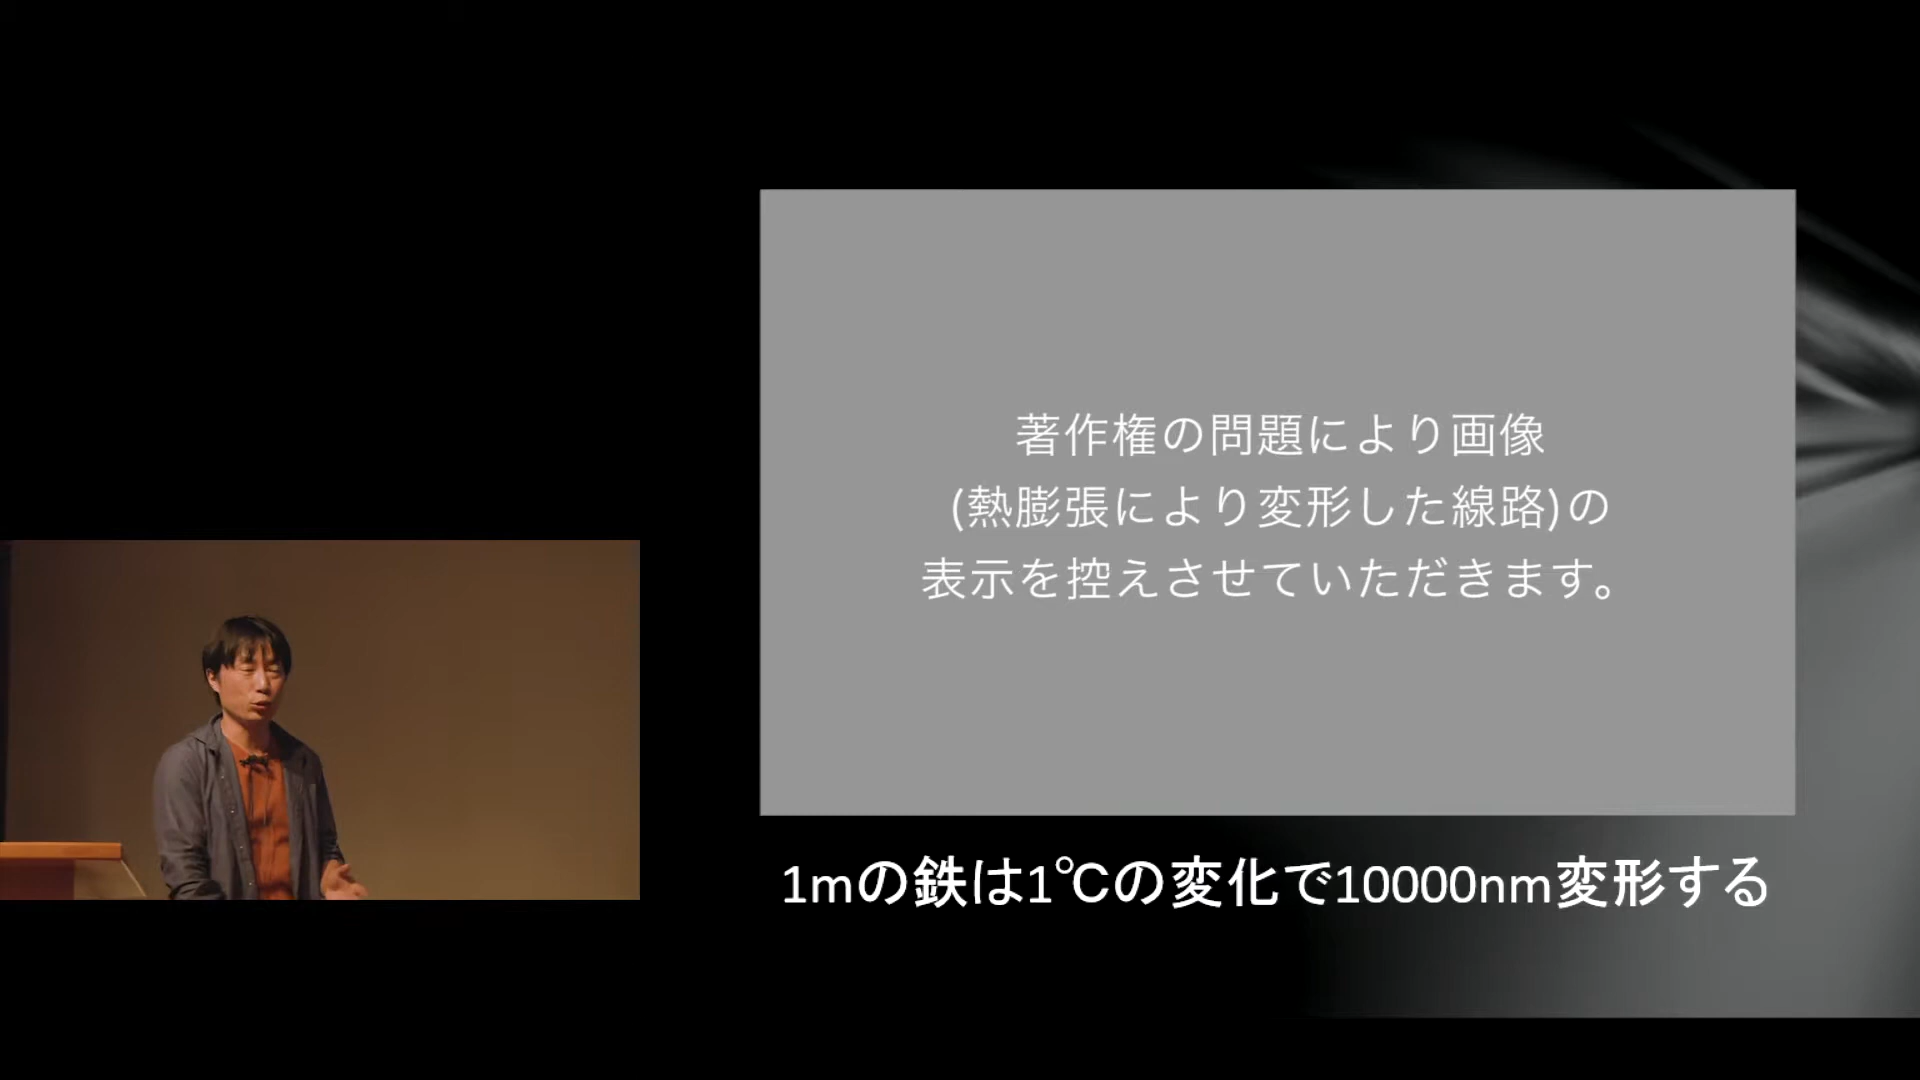 著作権の問題により画像
(熱膨張により変形した線路)の
表示を控えさせていただきます。
1mの鉄は1℃の変化で10000nm変形する